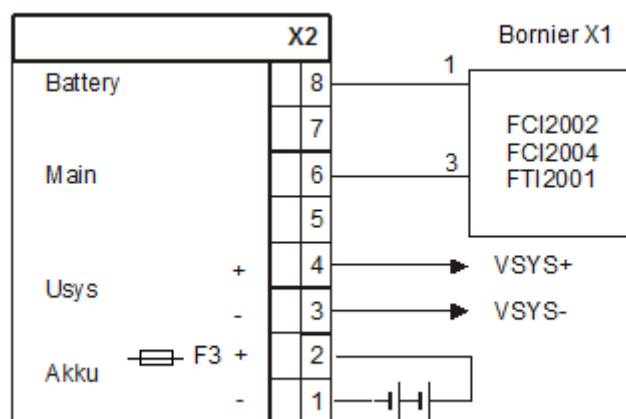 X2 Bornier X1
Battery 8 1
7 FCI2002
FCI2004
Main 6 3 FTI2001
5
+ 4 VSYS+
Usys
- 3 VSYS-
F3 + 2
Akku
- 1